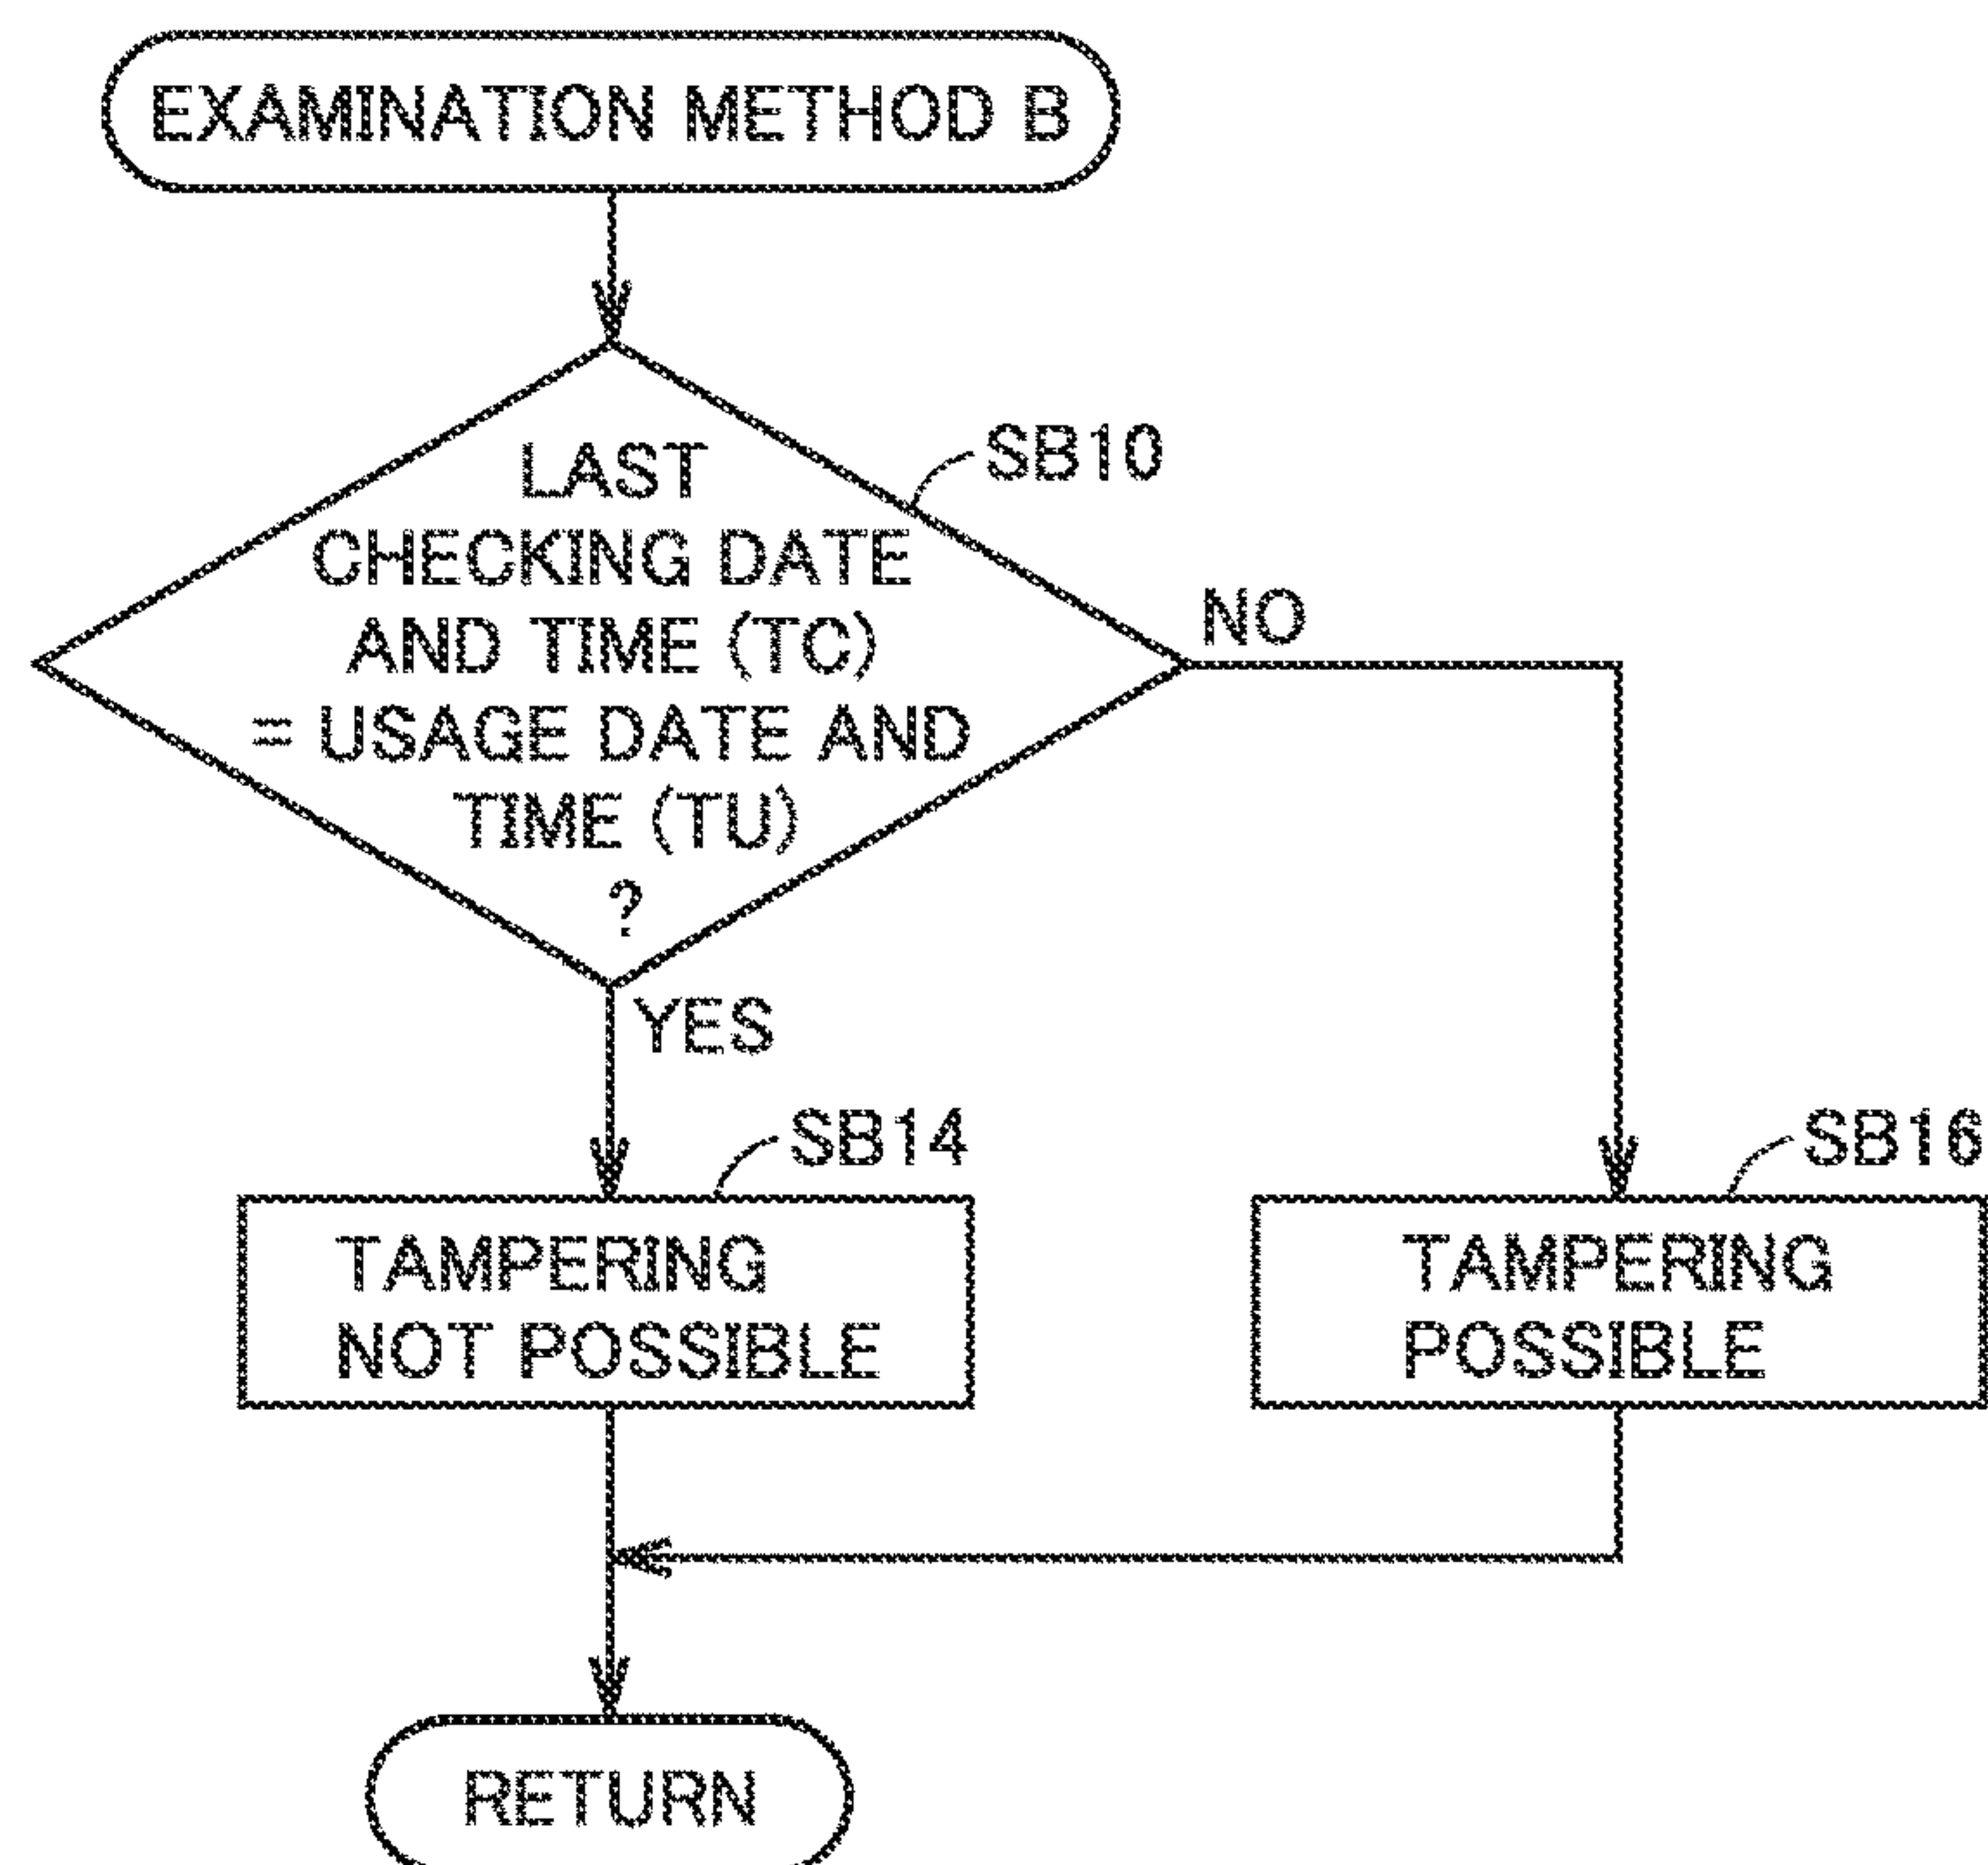 EXAMINATION METHOD B
SB10
LAST
CHECKING DATE
AND TIME (TC)
= USAGE DATE AND
TIME (TU)
?
NO
YES
SB14
TAMPERING
NOT POSSIBLE
SB16
TAMPERING
POSSIBLE
RETURN